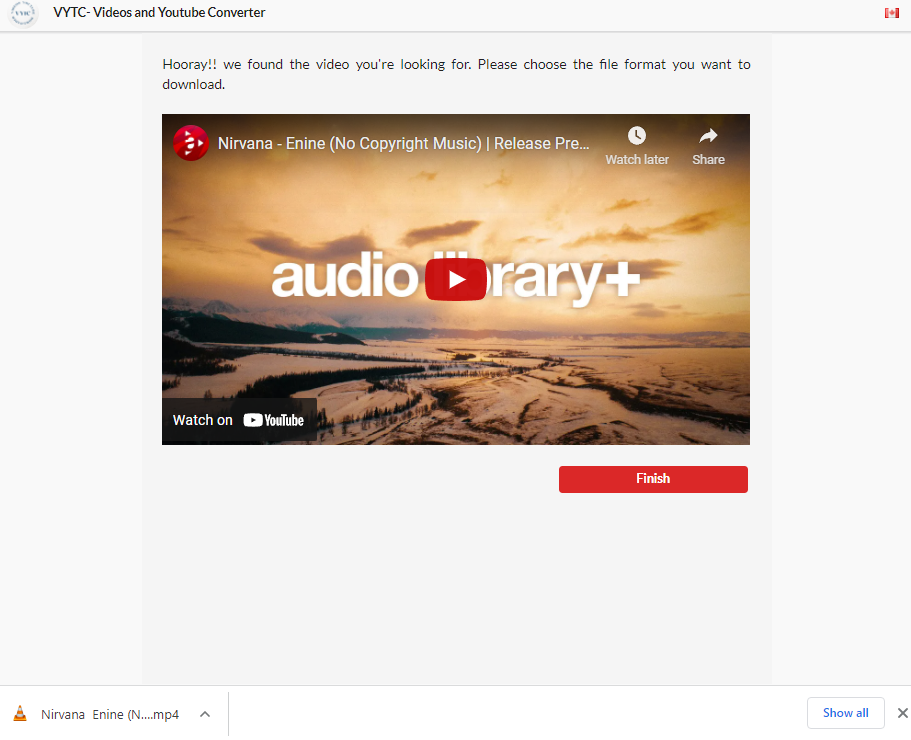 VYTC- Videos and Youtube Converter
Hooray!! we found the video you're looking for. Please choose the file format you want to
download.
Nirvana - Enine (No Copyright Music) | Release Pre...
Watch later
Share
audio library+
Watch on YouTube
Finish
Nirvana Enine (N....mp4
Show all